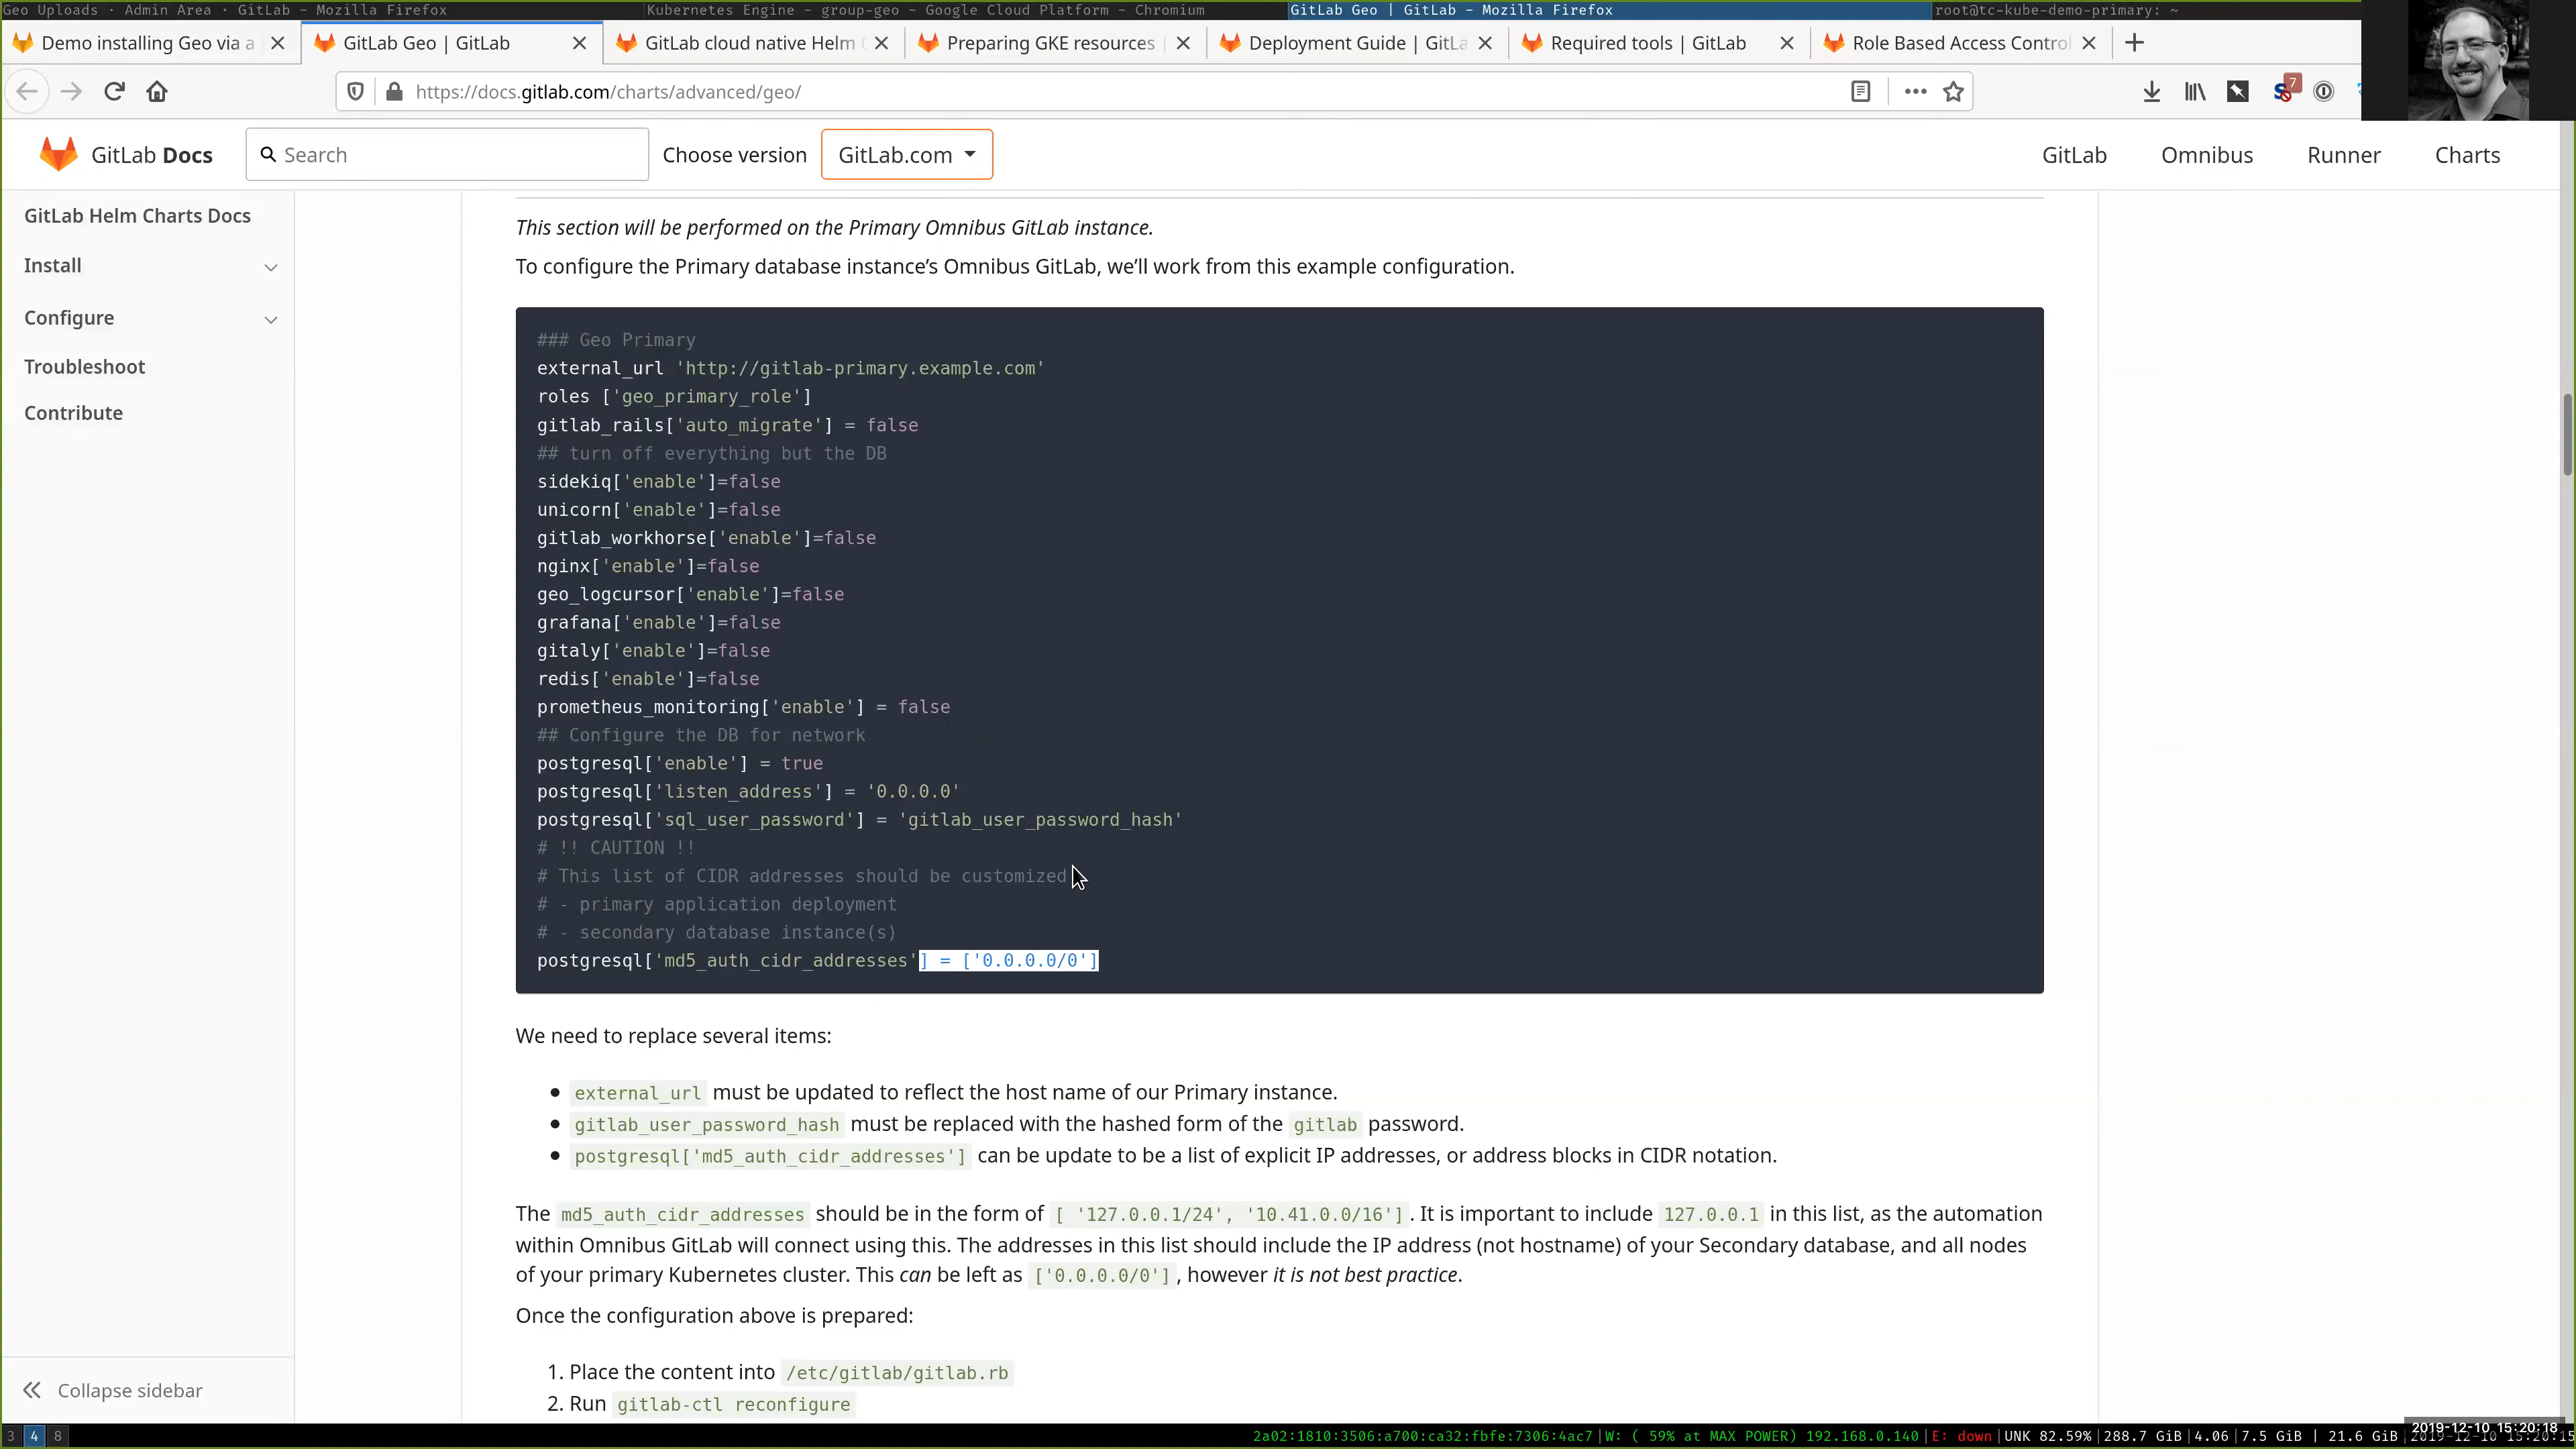 Geo Uploads · Admin Area · GitLab - Mozilla Firefox
Kubernetes Engine - group-geo - Google Cloud Platform - Chromium
GitLab Geo | GitLab - Mozilla Firefox
root@tc-kube-demo-primary: ~
Demo installing Geo via a
GitLab Geo | GitLab
GitLab cloud native Helm
Preparing GKE resources
Deployment Guide | GitLa
Required tools | GitLab
Role Based Access Control
https://docs.gitlab.com/charts/advanced/geo/
7
GitLab Docs
Search
Choose version
GitLab.com
GitLab
Omnibus
Runner
Charts
GitLab Helm Charts Docs
Install
Configure
Troubleshoot
Contribute
Collapse sidebar
This section will be performed on the Primary Omnibus GitLab instance.
To configure the Primary database instance’s Omnibus GitLab, we’ll work from this example configuration.
### Geo Primary
external_url 'http://gitlab-primary.example.com'
roles ['geo_primary_role']
gitlab_rails['auto_migrate'] = false
## turn off everything but the DB
sidekiq['enable']=false
unicorn['enable']=false
gitlab_workhorse['enable']=false
nginx['enable']=false
geo_logcursor['enable']=false
grafana['enable']=false
gitaly['enable']=false
redis['enable']=false
prometheus_monitoring['enable'] = false
## Configure the DB for network
postgresql['enable'] = true
postgresql['listen_address'] = '0.0.0.0'
postgresql['sql_user_password'] = 'gitlab_user_password_hash'
# !! CAUTION !!
# This list of CIDR addresses should be customized
# - primary application deployment
# - secondary database instance(s)
postgresql['md5_auth_cidr_addresses'] = ['0.0.0.0/0']
We need to replace several items:
• external_url must be updated to reflect the host name of our Primary instance.
• gitlab_user_password_hash must be replaced with the hashed form of the gitlab password.
• postgresql['md5_auth_cidr_addresses'] can be update to be a list of explicit IP addresses, or address blocks in CIDR notation.
The md5_auth_cidr_addresses should be in the form of [ '127.0.0.1/24', '10.41.0.0/16']. It is important to include 127.0.0.1 in this list, as the automation
within Omnibus GitLab will connect using this. The addresses in this list should include the IP address (not hostname) of your Secondary database, and all nodes
of your primary Kubernetes cluster. This can be left as ['0.0.0.0/0'], however it is not best practice.
Once the configuration above is prepared:
1. Place the content into /etc/gitlab/gitlab.rb
2. Run gitlab-ctl reconfigure
3 4 8
2a02:1810:3506:a700:ca32:fbfe:7306:4ac7|W: ( 59% at MAX POWER) 192.168.0.140|E: down|UNK 82.59%|288.7 GiB|4.06|7.5 GiB | 21.6 GiB
2019-12-10 15:20:18